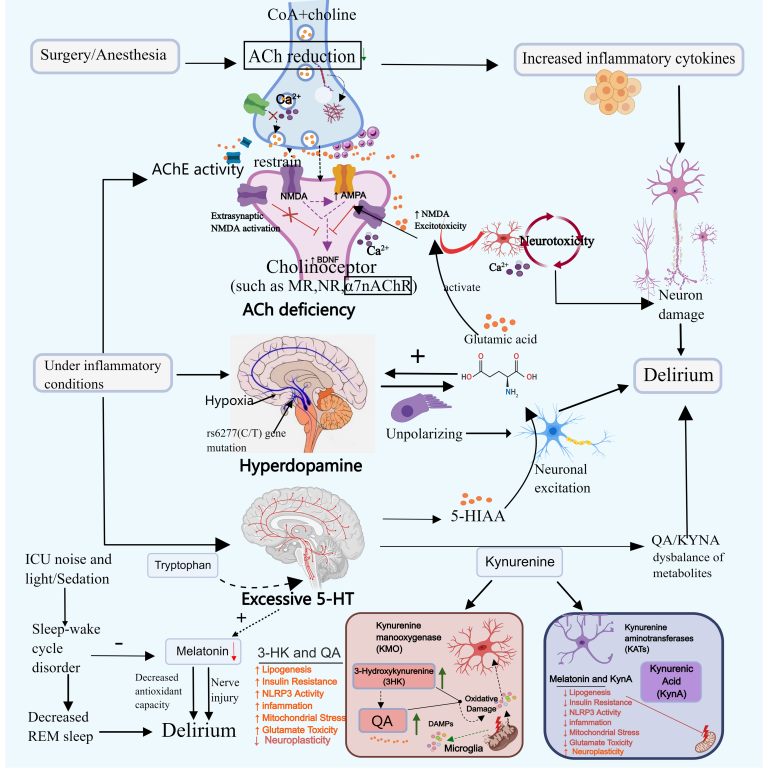 CoA+choline
Surgery/Anesthesia
ACh reduction
Increased inflammatory cytokines
Ca²⁺
AChE activity
restrain
NMDA
↑ AMPA
Extrasynaptic
NMDA activation
↑ BDNF
Ca²⁺
↑ NMDA
Excitotoxicity
Neurotoxicity
Ca²⁺
Cholinoceptor
(such as MR,NR,α7nAChR)
ACh deficiency
activate
Glutamic acid
Neuron
damage
Under inflammatory
conditions
Hypoxia
rs6277(C/T) gene
mutation
Hyperdopamine
+
HO
O
O
OH
NH₂
Unpolarizing
Delirium
Neuronal
excitation
5-HIAA
ICU noise and
light/Sedation
Tryptophan
Excessive 5-HT
Kynurenine
QA/KYNA
dysbalance of
metabolites
Sleep-wake
cycle
disorder
−
+
Melatonin ↓
Decreased
antioxidant
capacity
Nerve
injury
Decreased
REM sleep
Delirium
3-HK and QA
↑ Lipogenesis
↑ Insulin Resistance
↑ NLRP3 Activity
↑ infammation
↑ Mitochondrial Stress
↑ Glutamate Toxicity
↓ Neuroplasticity
Kynurenine
manooxygenase
(KMO)
3-Hydroxykynurenine
(3HK)
QA
Oxidative
Damage
DAMPs
Microglia
Kynurenine
aminotransferases
(KATs)
Melatonin and KynA
↓ Lipogenesis
↓ Insulin Resistance
↓ NLRP3 Activity
↓ infammation
↓ Mitochondrial Stress
↓ Glutamate Toxicity
↑ Neuroplasticity
Kynurenic
Acid
(KynA)